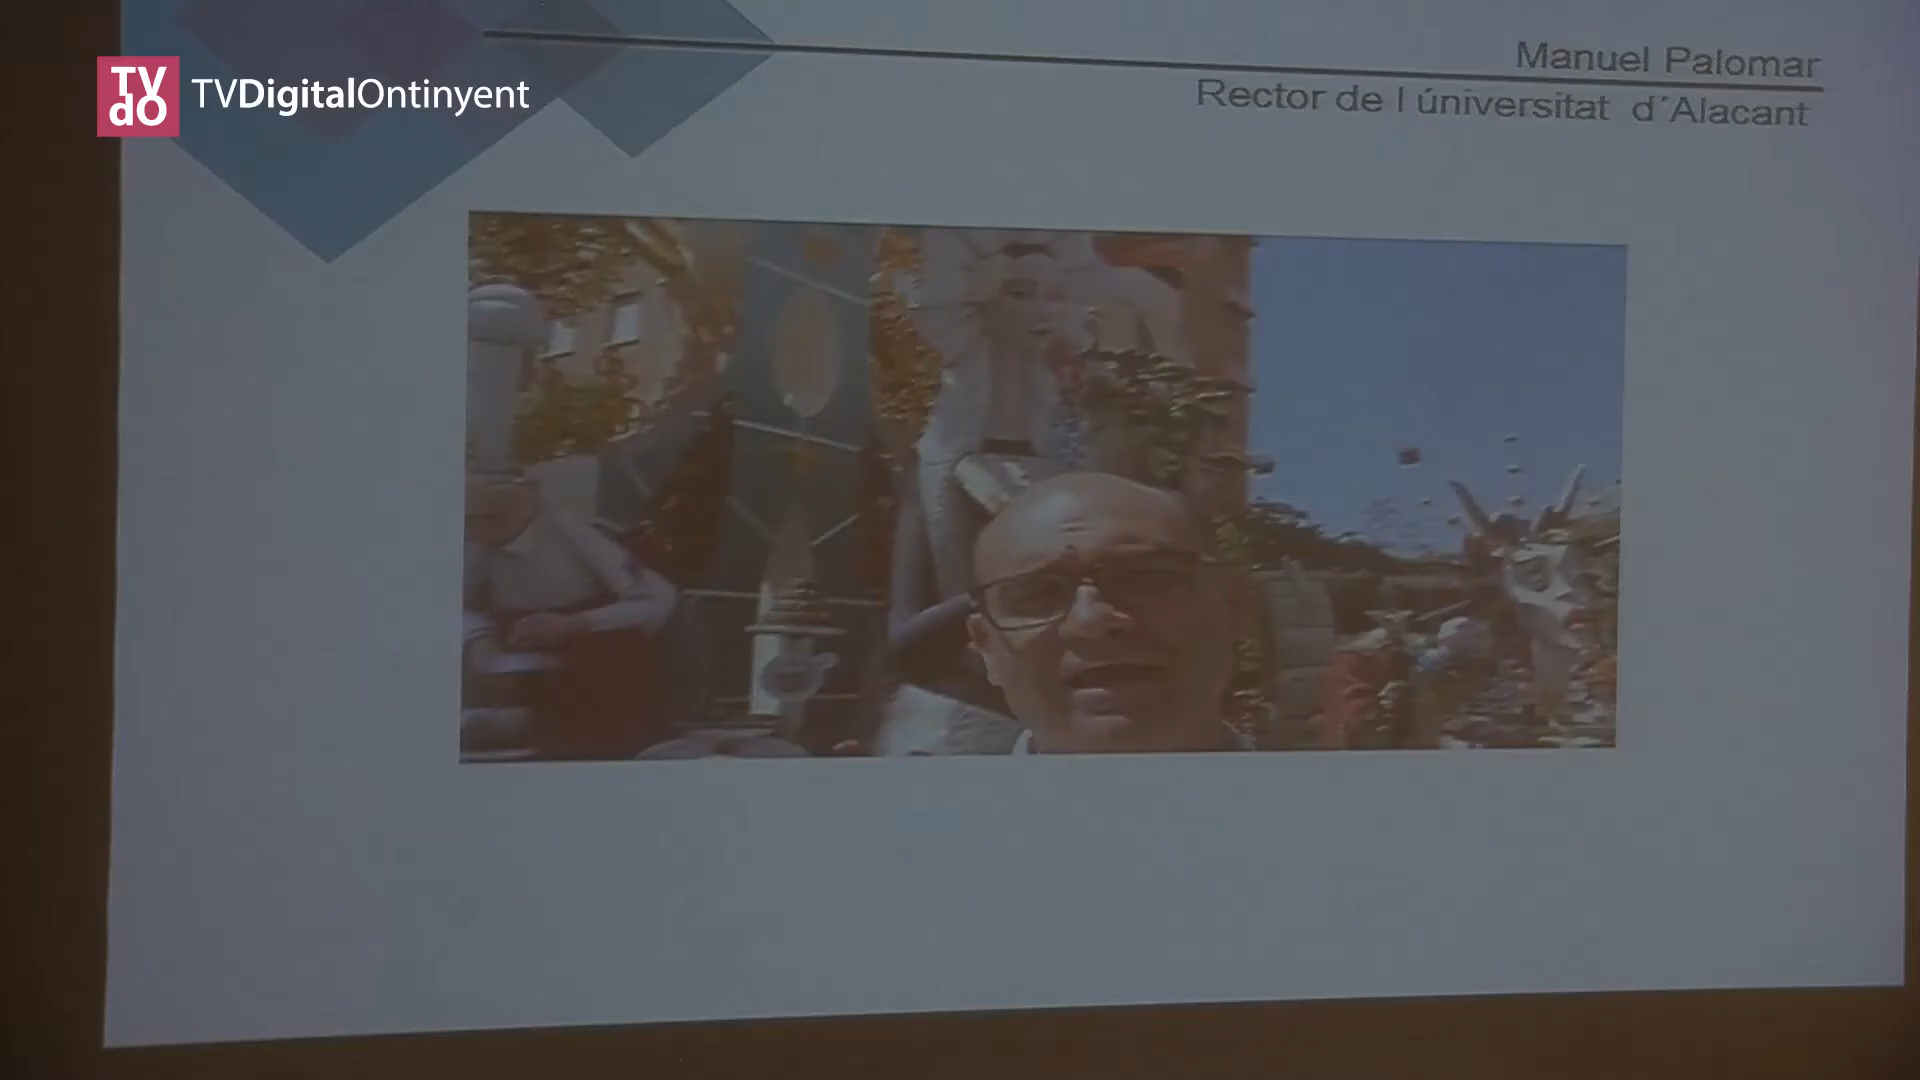 TV
do
TVDigitalOntinyent
Manuel Palomar
Rector de l úniversitat d´Alacant